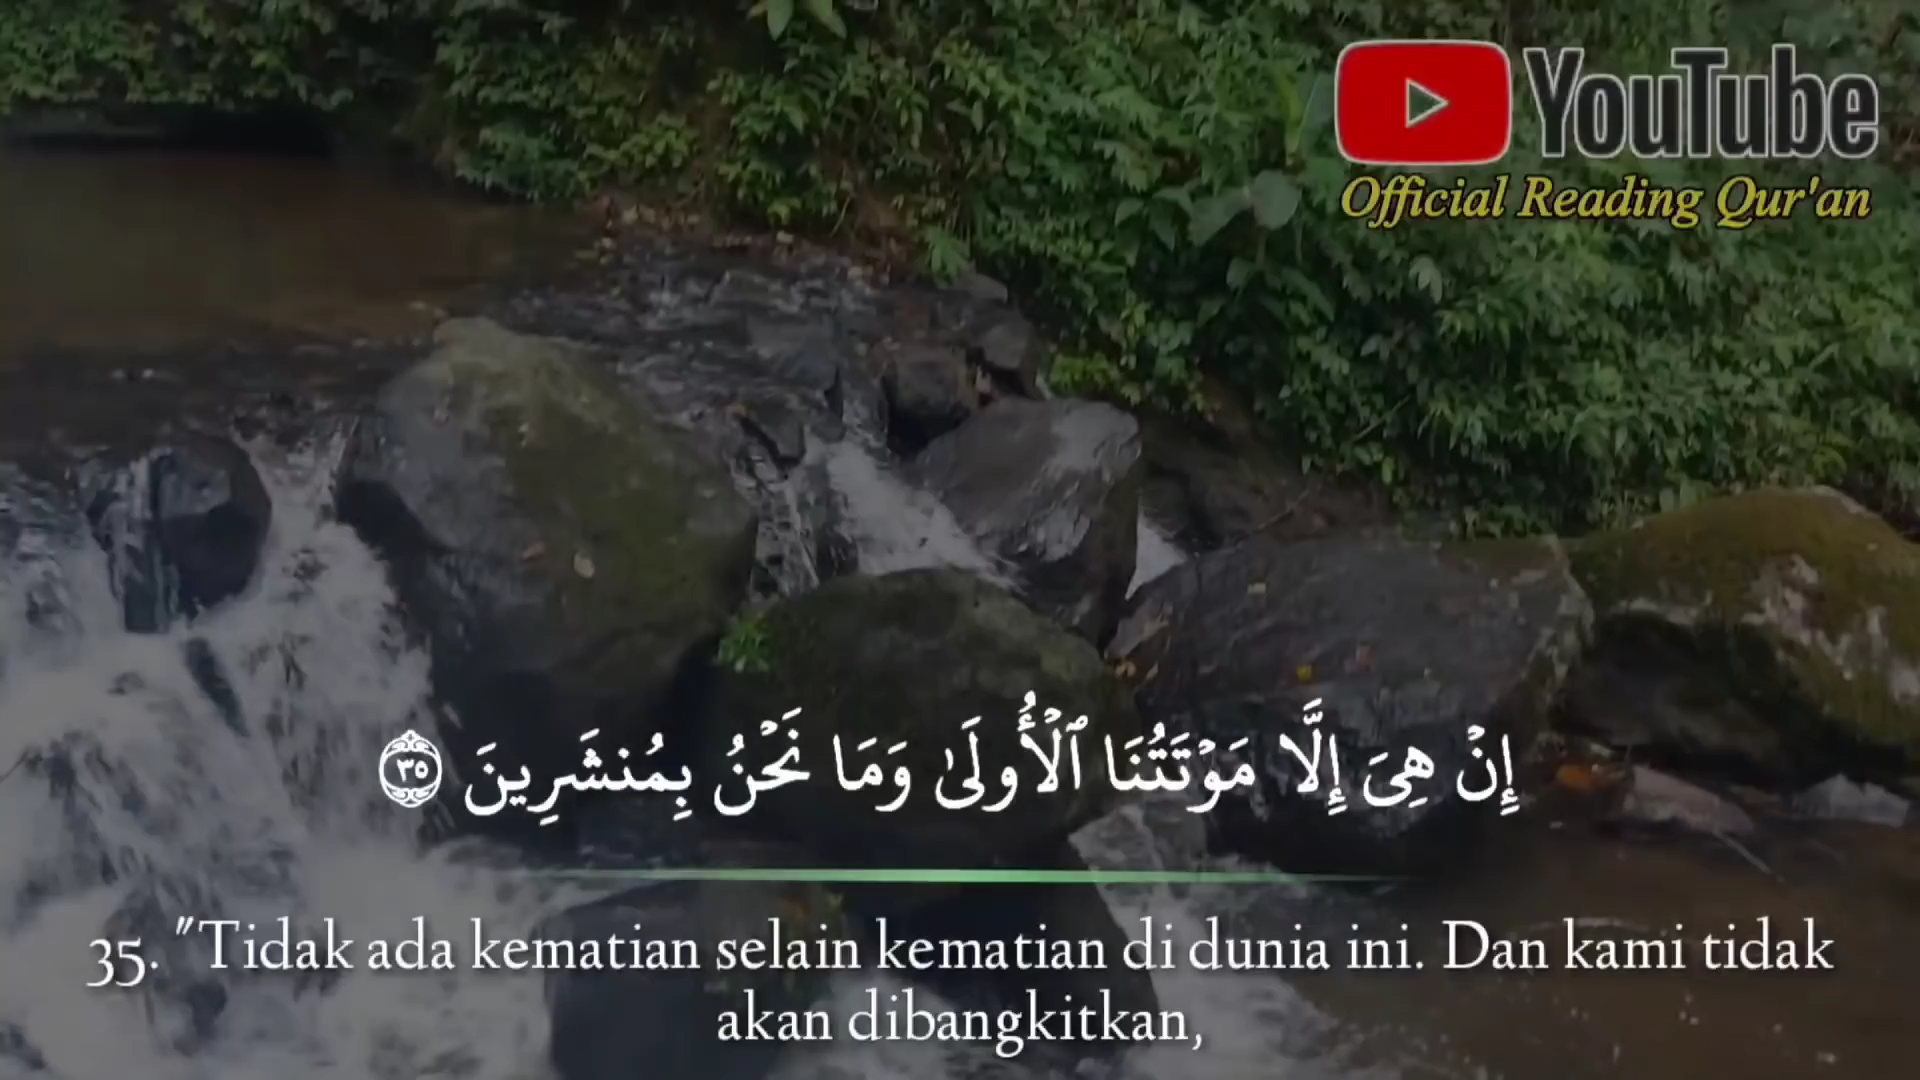 YouTube
Official Reading Qur'an
إِنْ هِىَ إِلَّا مَوْتَتُنَا ٱلْأُولَىٰ وَمَا نَحْنُ بِمُنشَرِينَ ٣٥
35. "Tidak ada kematian selain kematian di dunia ini. Dan kami tidak
akan dibangkitkan,